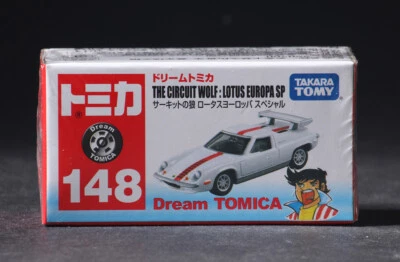 トミカ
Dream
TOMICA
148
ドリームトミカ
THE CIRCUIT WOLF : LOTUS EUROPA SP
サーキットの狼 ロータスヨーロッパ スペシャル
TAKARA
TOMY
Dream TOMICA